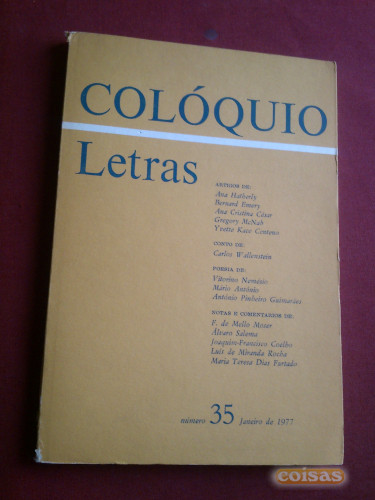 COLÓQUIO
Letras
ARTIGOS DE:
Ana Hatherly
Bernard Emery
Ana Cristina César
Gregory McNab
Yvette Kace Centeno
CONTO DE:
Carlos Wallenstein
POESIA DE:
Vitorino Nemésio
Mário António
António Pinheiro Guimarães
NOTAS E COMENTÁRIOS DE:
F. de Mello Moser
Álvaro Salema
Joaquim-Francisco Coelho
Luís de Miranda Rocha
Maria Teresa Dias Furtado
número 35 Janeiro de 1977
coisas